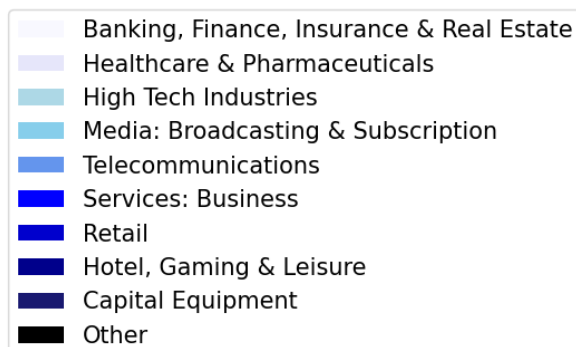 Banking, Finance, Insurance & Real Estate
Healthcare & Pharmaceuticals
High Tech Industries
Media: Broadcasting & Subscription
Telecommunications
Services: Business
Retail
Hotel, Gaming & Leisure
Capital Equipment
Other